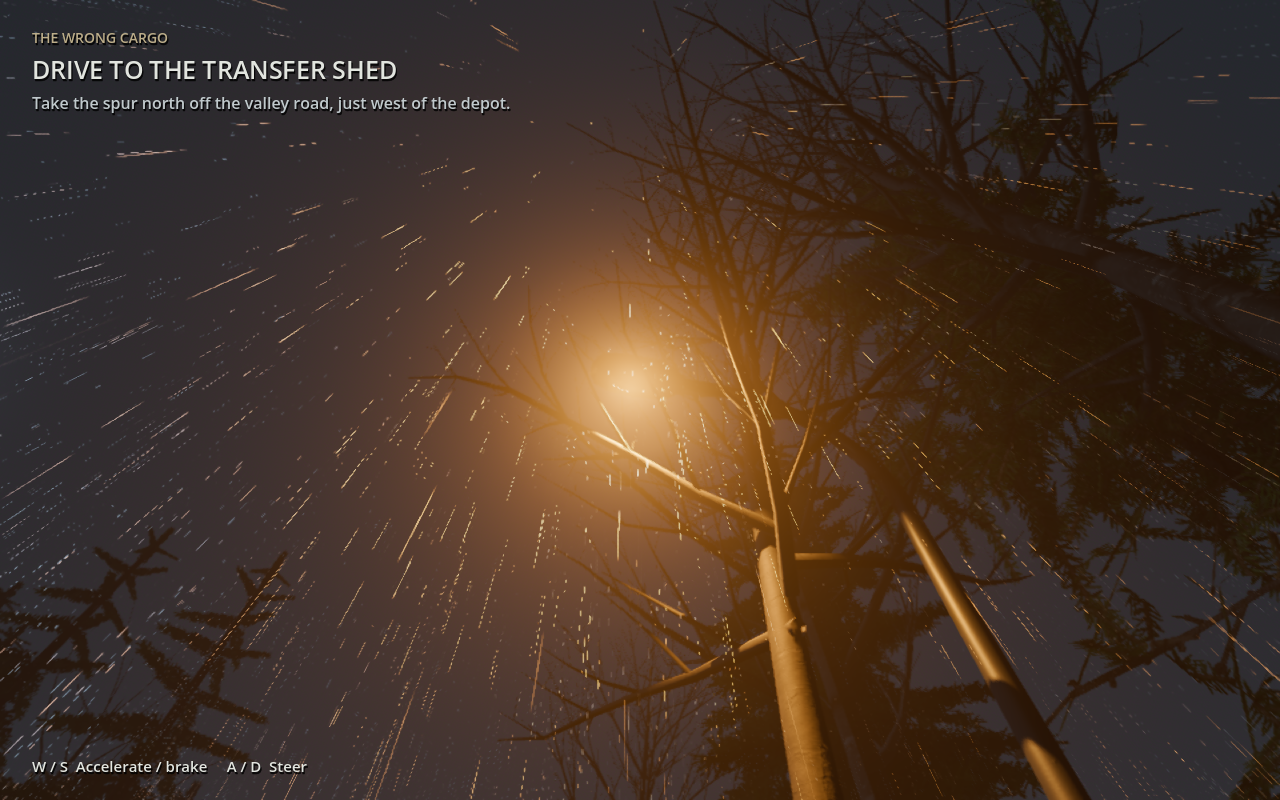 THE WRONG CARGO
DRIVE TO THE TRANSFER SHED
Take the spur north off the valley road, just west of the depot.
W / S Accelerate / brake A / D Steer